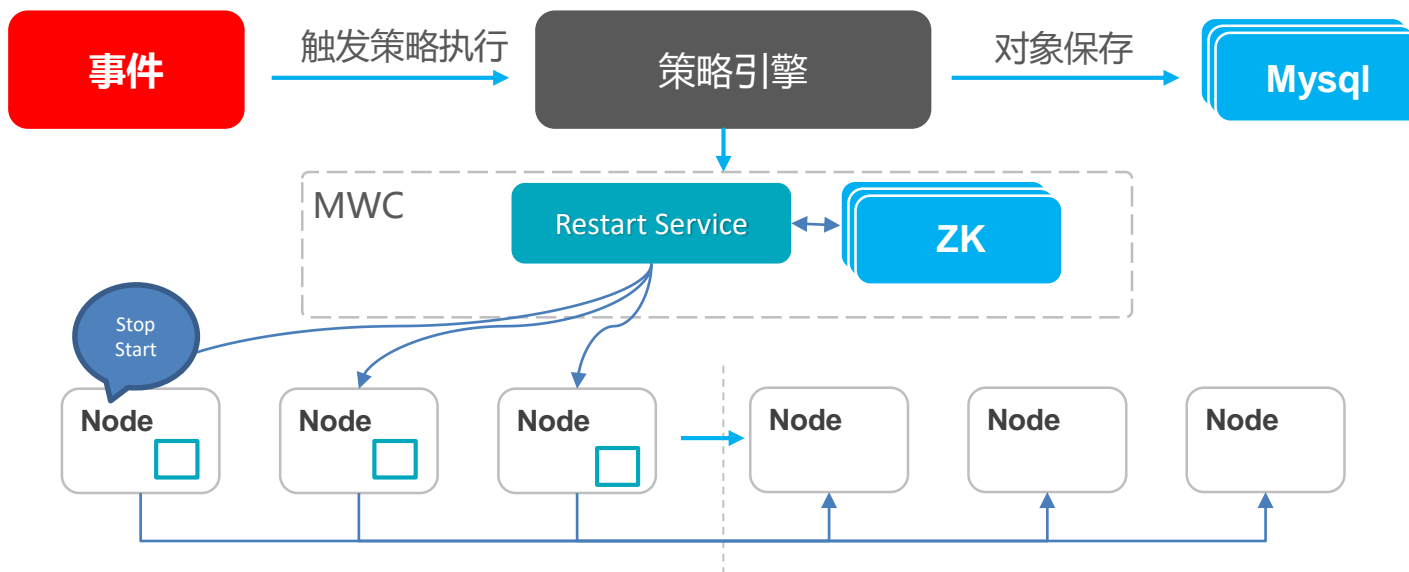 事件
触发策略执行
策略引擎
对象保存
Mysql
MWC
Restart Service
ZK
Stop
Start
Node
Node
Node
Node
Node
Node